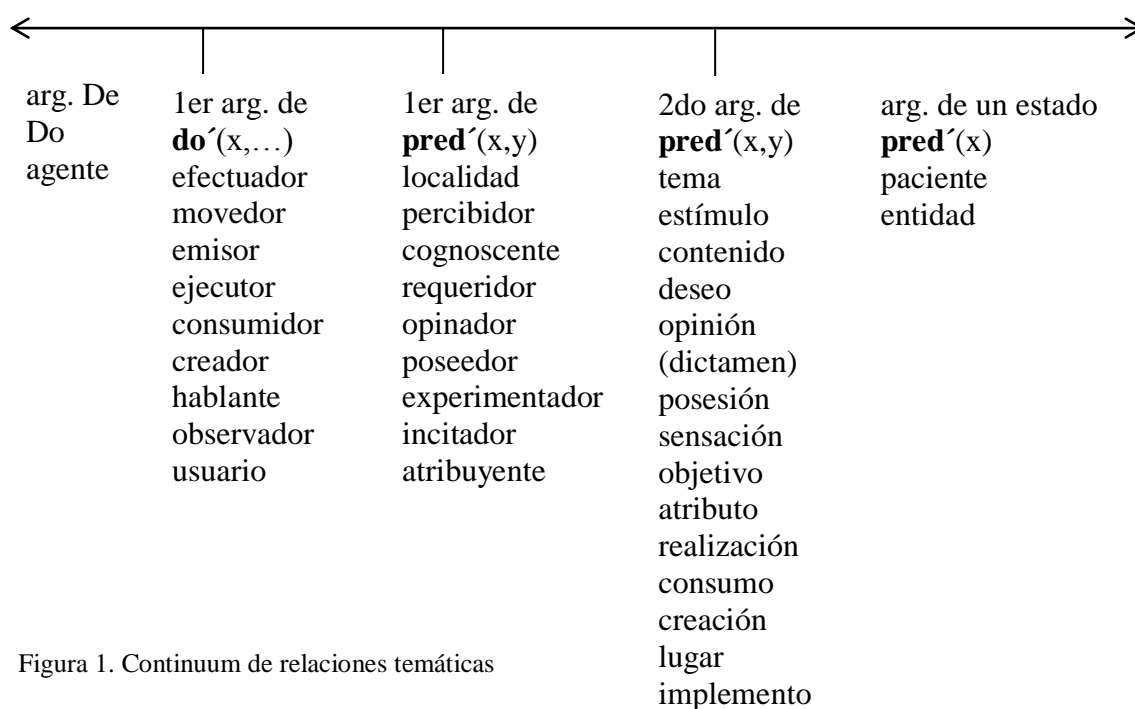 arg. De
Do
agente
1er arg. de
do´(x,…)
efectuador
movedor
emisor
ejecutor
consumidor
creador
hablante
observador
usuario
1er arg. de
pred´(x,y)
localidad
percibidor
cognoscente
requeridor
opinador
poseedor
experimentador
incitador
atribuyente
2do arg. de
pred´(x,y)
tema
estímulo
contenido
deseo
opinión
(dictamen)
posesión
sensación
objetivo
atributo
realización
consumo
creación
lugar
implemento
arg. de un estado
pred´(x)
paciente
entidad
Figura 1. Continuum de relaciones temáticas